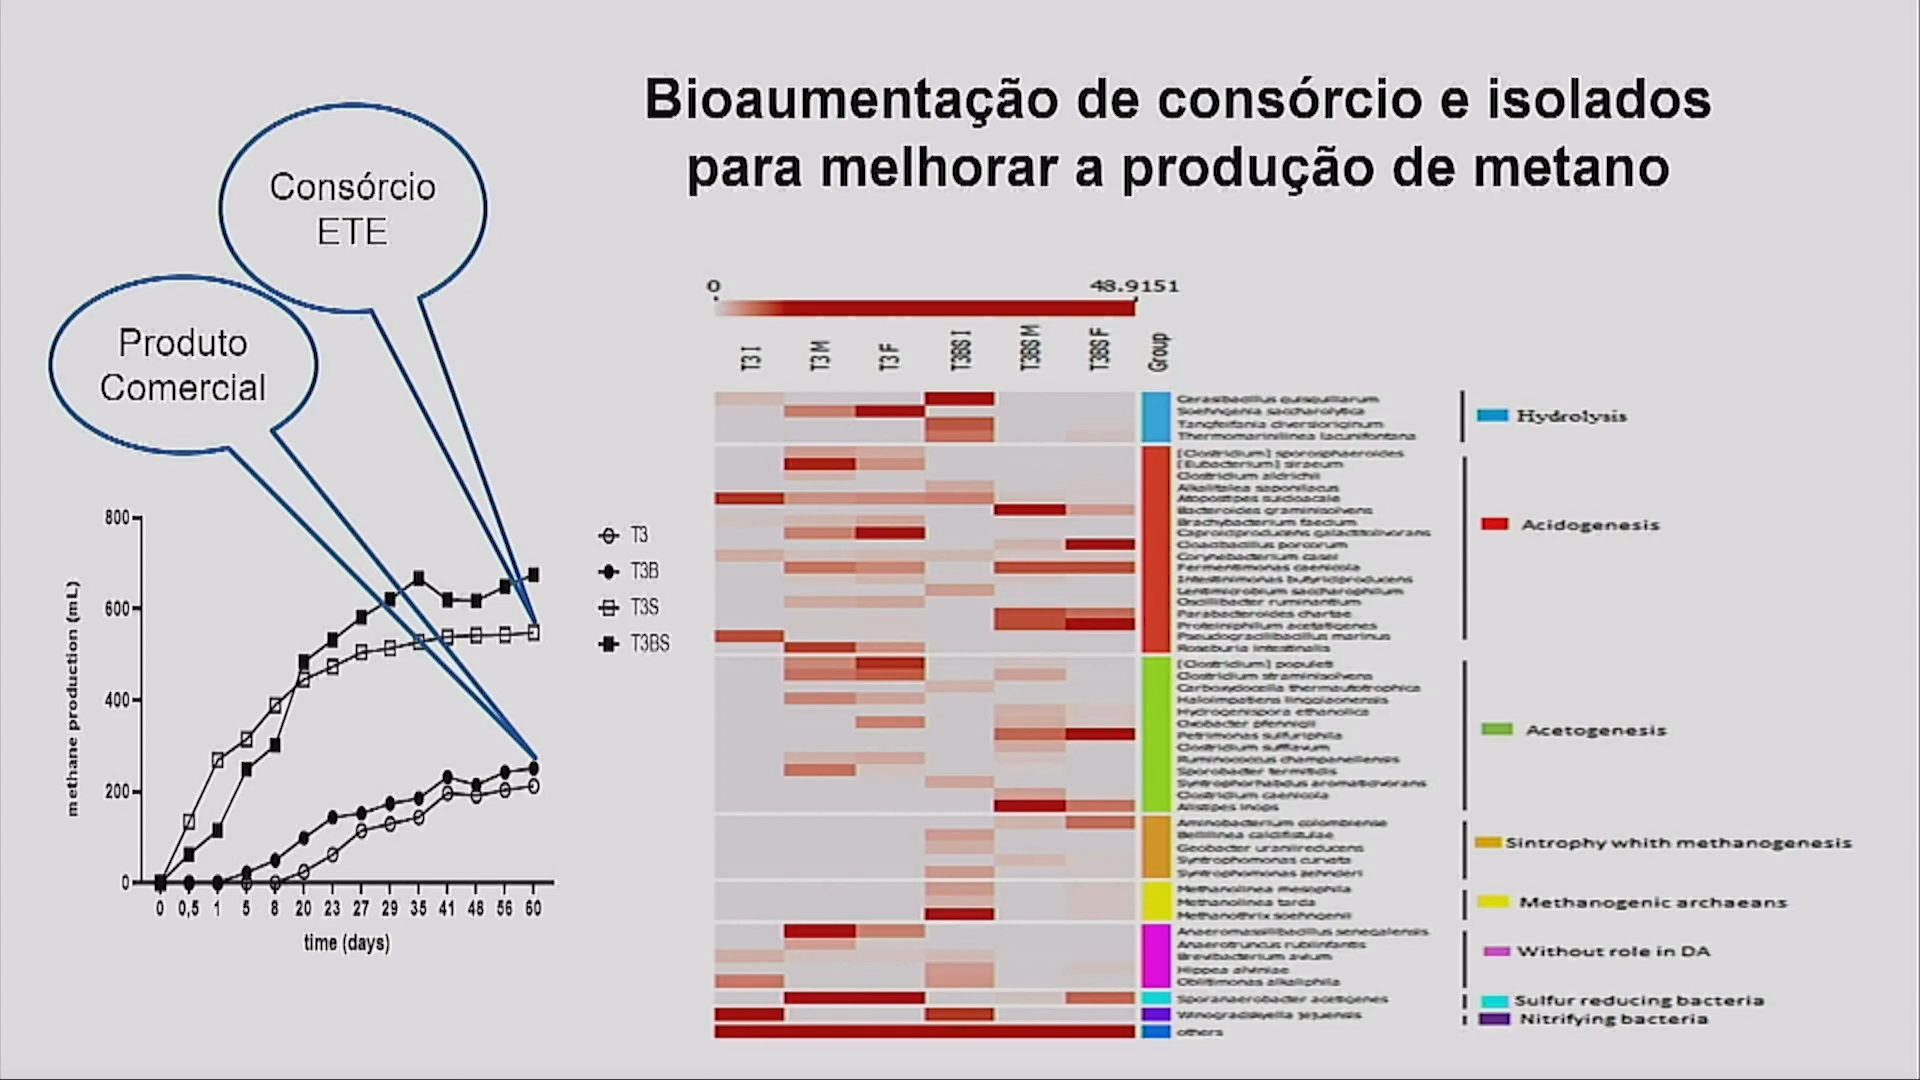 Bioaumentação de consórcio e isolados
para melhorar a produção de metano
Consórcio
ETE
Produto
Comercial
800
600
400
200
0
methane production (mL)
0 0,5 1 5 8 20 23 27 29 35 41 48 56 60
time (days)
T3
T3B
T3S
T3BS
0 48.9151
T3 I T3 M T3 F T3BS I T3BS M T3BS F Group
Cerasibacillus quisquiliarum
Soehngenia saccharolytica
Tangfeifania diversioriginum
Thermomarinilinea lacunifontana
[Clostridium] sporosphaeroides
[Eubacterium] siraeum
Clostridium aldrichii
Alkalitalea saponilacus
Atopostipes suicloacale
Bacteroides graminisolvens
Brachybacterium faecium
Caproiciproducens galactitolivorans
Cloacibacillus porcorum
Corynebacterium casei
Fermentimonas caenicola
Intestinimonas butyriciproducens
Lentimicrobium saccharophilum
Oscillibacter ruminantium
Parabacteroides chartae
Proteiniphilum acetatigenes
Pseudogracilibacillus marinus
Roseburia intestinalis
[Clostridium] populeti
Clostridium straminisolvens
Carboxydocella thermautotrophica
Haloimpatiens lingqiaonensis
Hydrogenispora ethanolica
Oxobacter pfennigii
Petrimonas sulfuriphila
Clostridium sufflavum
Ruminococcus champanellensis
Sporobacter termitidis
Syntrophorhabdus aromaticivorans
Clostridium caenicola
Alistipes inops
Aminobacterium colombiense
Bellilinea caldifistulae
Geobacter uraniireducens
Syntrophomonas curvata
Syntrophomonas zehnderi
Methanolinea mesophila
Methanolinea tarda
Methanothrix soehngenii
Anaeromassilibacillus senegalensis
Anaerotruncus rubiinfantis
Brevibacterium avium
Hippea alviniae
Oblitimonas alkaliphila
Sporanaerobacter acetigenes
Winogradskyella jejuensis
others
Hydrolysis
Acidogenesis
Acetogenesis
Sintrophy whith methanogenesis
Methanogenic archaeans
Without role in DA
Sulfur reducing bacteria
Nitrifying bacteria